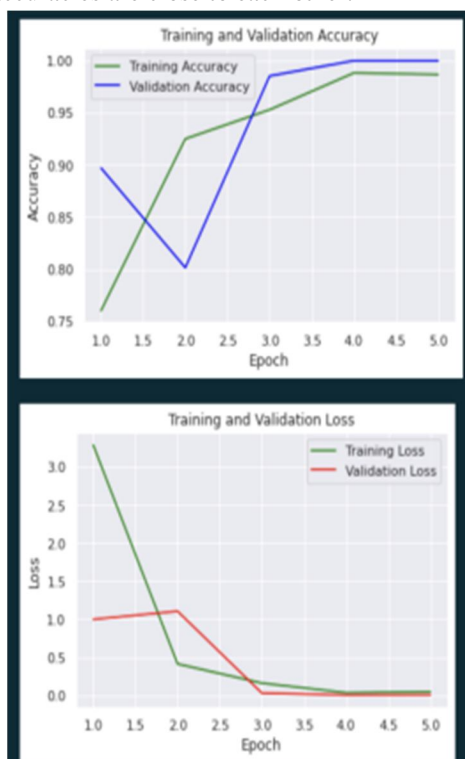 Training and Validation Accuracy
1.00
Training Accuracy
Validation Accuracy
0.95
0.90
Accuracy
0.85
0.80
0.75
1.0 1.5 2.0 2.5 3.0 3.5 4.0 4.5 5.0
Epoch
Training and Validation Loss
Training Loss
Validation Loss
3.0
2.5
2.0
Loss
1.5
1.0
0.5
0.0
1.0 1.5 2.0 2.5 3.0 3.5 4.0 4.5 5.0
Epoch